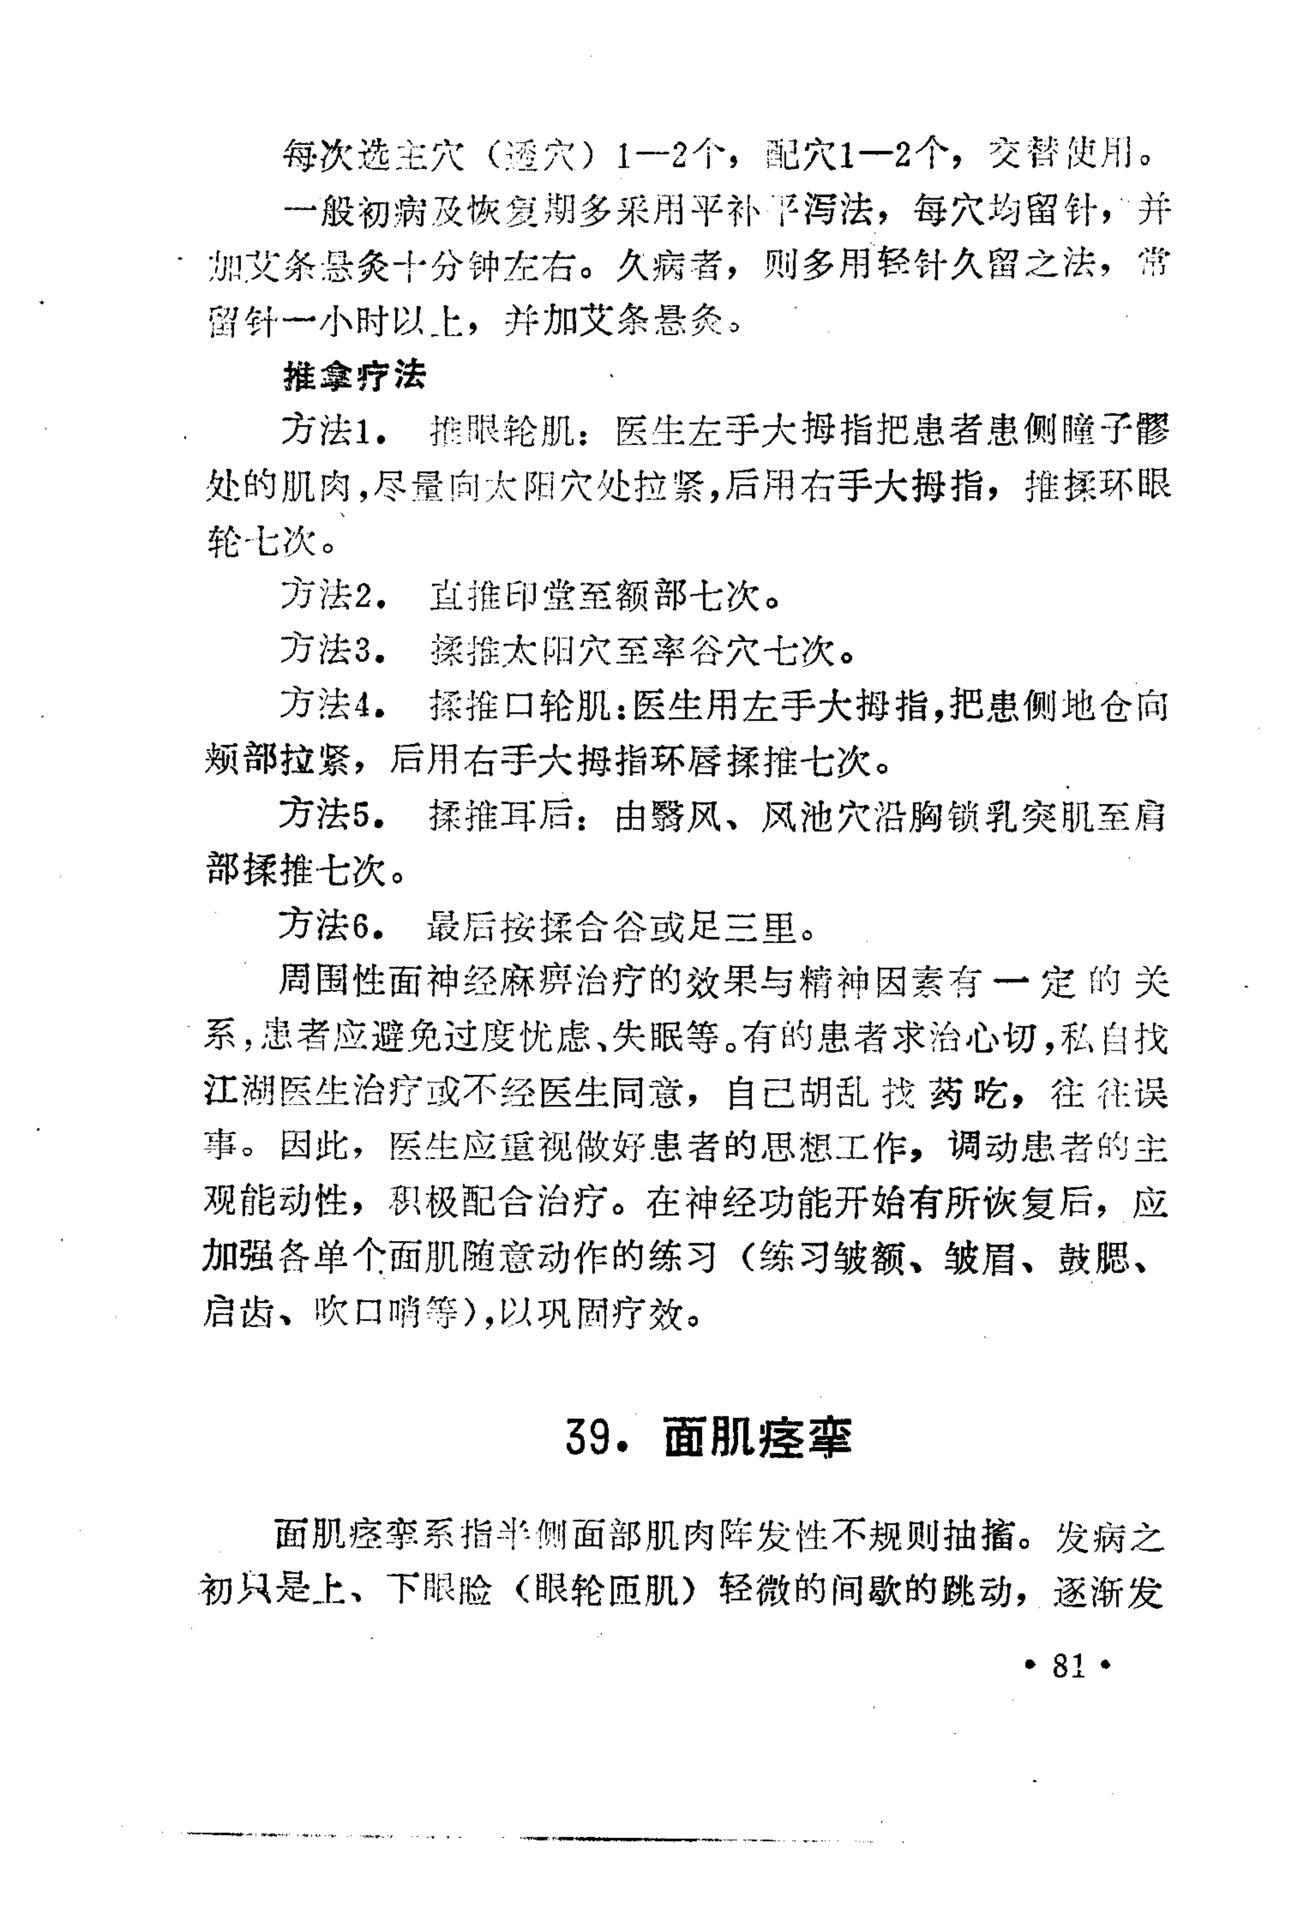 每次选主穴（透穴）1—2个，配穴1—2个，交替使用。
一般初病及恢复期多采用平补平泻法，每穴均留针，并
加艾条悬灸十分钟左右。久病者，则多用轻针久留之法，常
留针一小时以上，并加艾条悬灸。
推拿疗法
方法1. 推眼轮肌：医生左手大拇指把患者患侧瞳子髎
处的肌肉，尽量向太阳穴处拉紧，后用右手大拇指，推揉环眼
轮七次。
方法2. 直推印堂至额部七次。
方法3. 揉推太阳穴至率谷穴七次。
方法4. 揉推口轮肌：医生用左手大拇指，把患侧地仓向
颊部拉紧，后用右手大拇指环唇揉推七次。
方法5. 揉推耳后：由翳风、风池穴沿胸锁乳突肌至肩
部揉推七次。
方法6. 最后按揉合谷或足三里。
周围性面神经麻痹治疗的效果与精神因素有一定的关
系，患者应避免过度忧虑、失眠等。有的患者求治心切，私自找
江湖医生治疗或不经医生同意，自己胡乱找药吃，往往误
事。因此，医生应重视做好患者的思想工作，调动患者的主
观能动性，积极配合治疗。在神经功能开始有所恢复后，应
加强各单个面肌随意动作的练习（练习皱额、皱眉、鼓腮、
启齿、吹口哨等），以巩固疗效。
39. 面肌痉挛
面肌痉挛系指半侧面部肌肉阵发性不规则抽搐。发病之
初只是上、下眼睑（眼轮匝肌）轻微的间歇的跳动，逐渐发
• 81 •